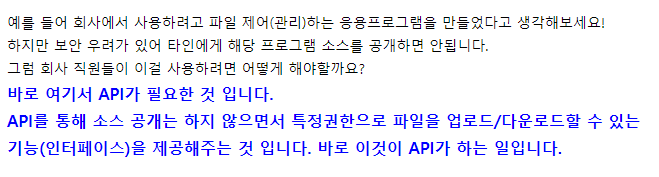 예를 들어 회사에서 사용하려고 파일 제어(관리)하는 응용프로그램을 만들었다고 생각해보세요!
하지만 보안 우려가 있어 타인에게 해당 프로그램 소스를 공개하면 안됩니다.
그럼 회사 직원들이 이걸 사용하려면 어떻게 해야할까요?
바로 여기서 API가 필요한 것 입니다.
API를 통해 소스 공개는 하지 않으면서 특정권한으로 파일을 업로드/다운로드할 수 있는
기능(인터페이스)을 제공해주는 것 입니다. 바로 이것이 API가 하는 일입니다.